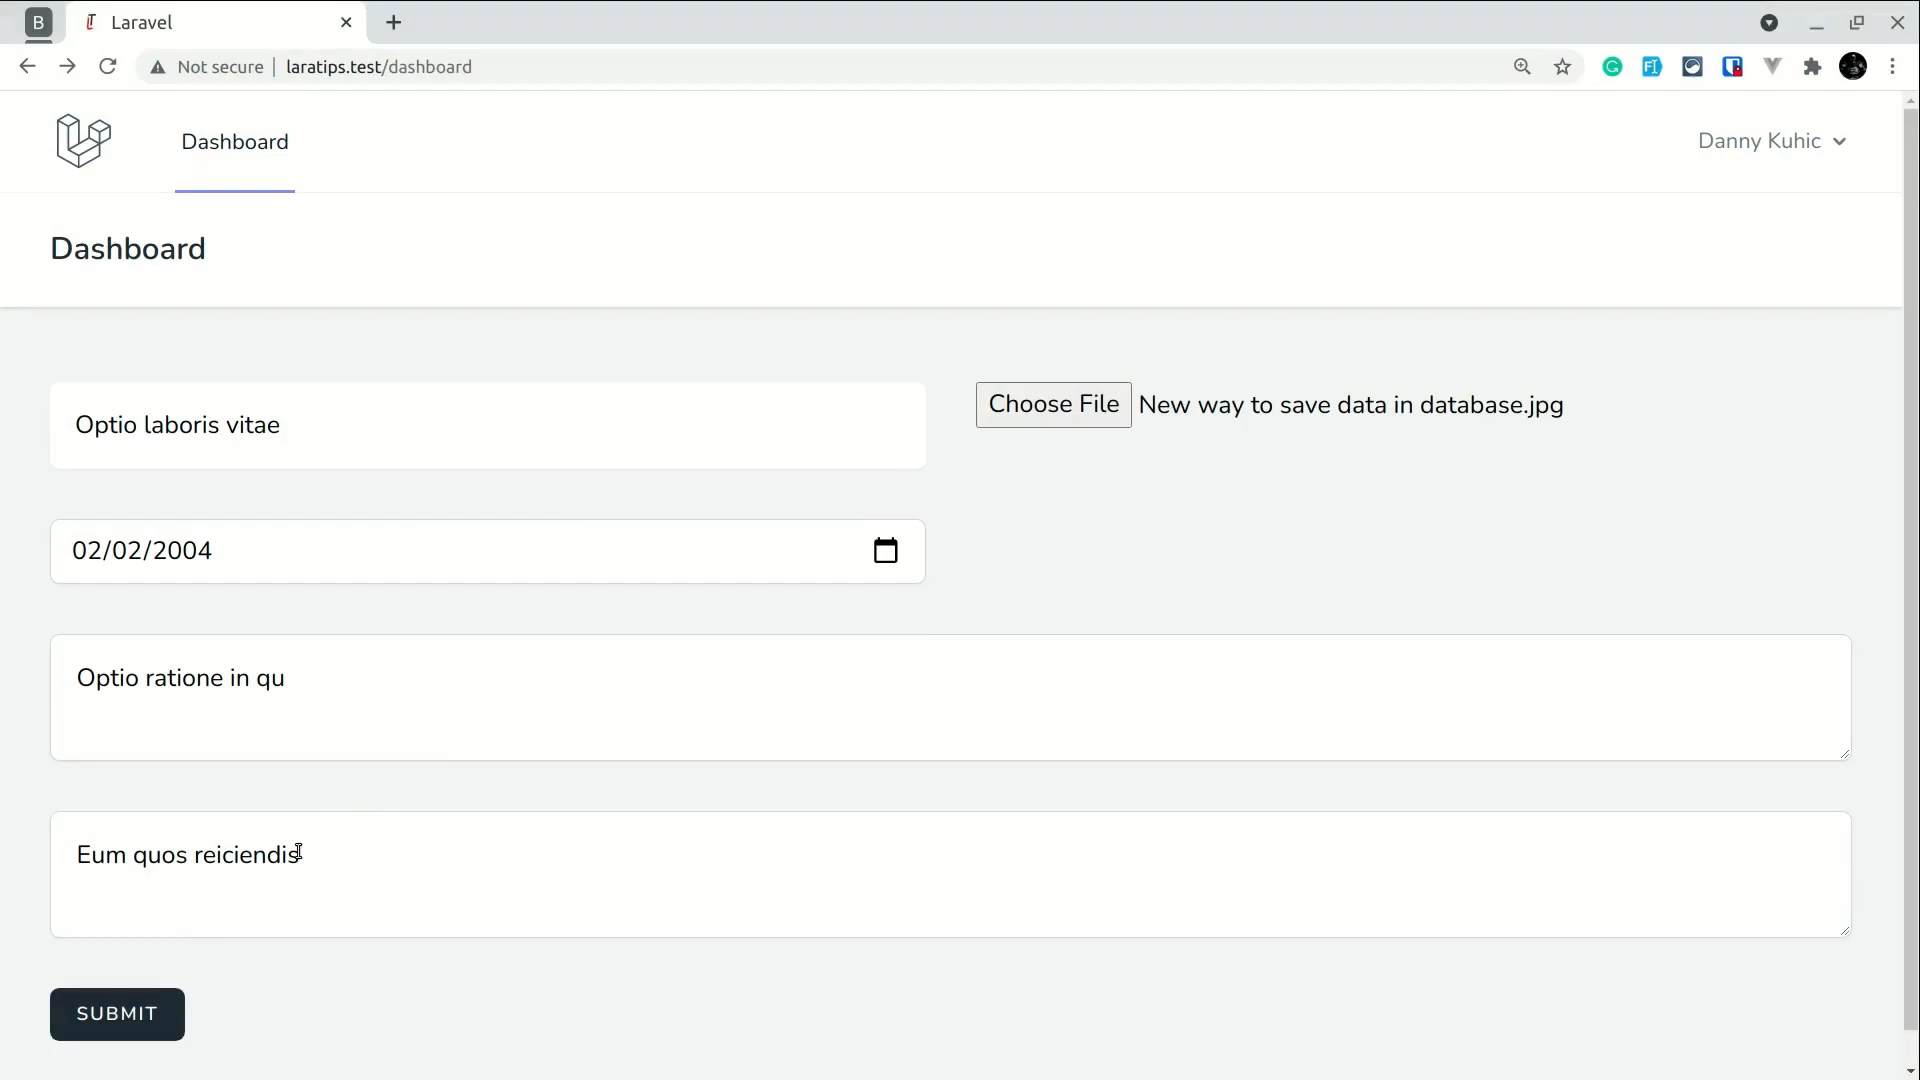 B
Laravel
Not secure
laratips.test/dashboard
Dashboard
Danny Kuhic
Dashboard
Optio laboris vitae
Choose File
New way to save data in database.jpg
02/02/2004
Optio ratione in qu
Eum quos reiciendis
SUBMIT